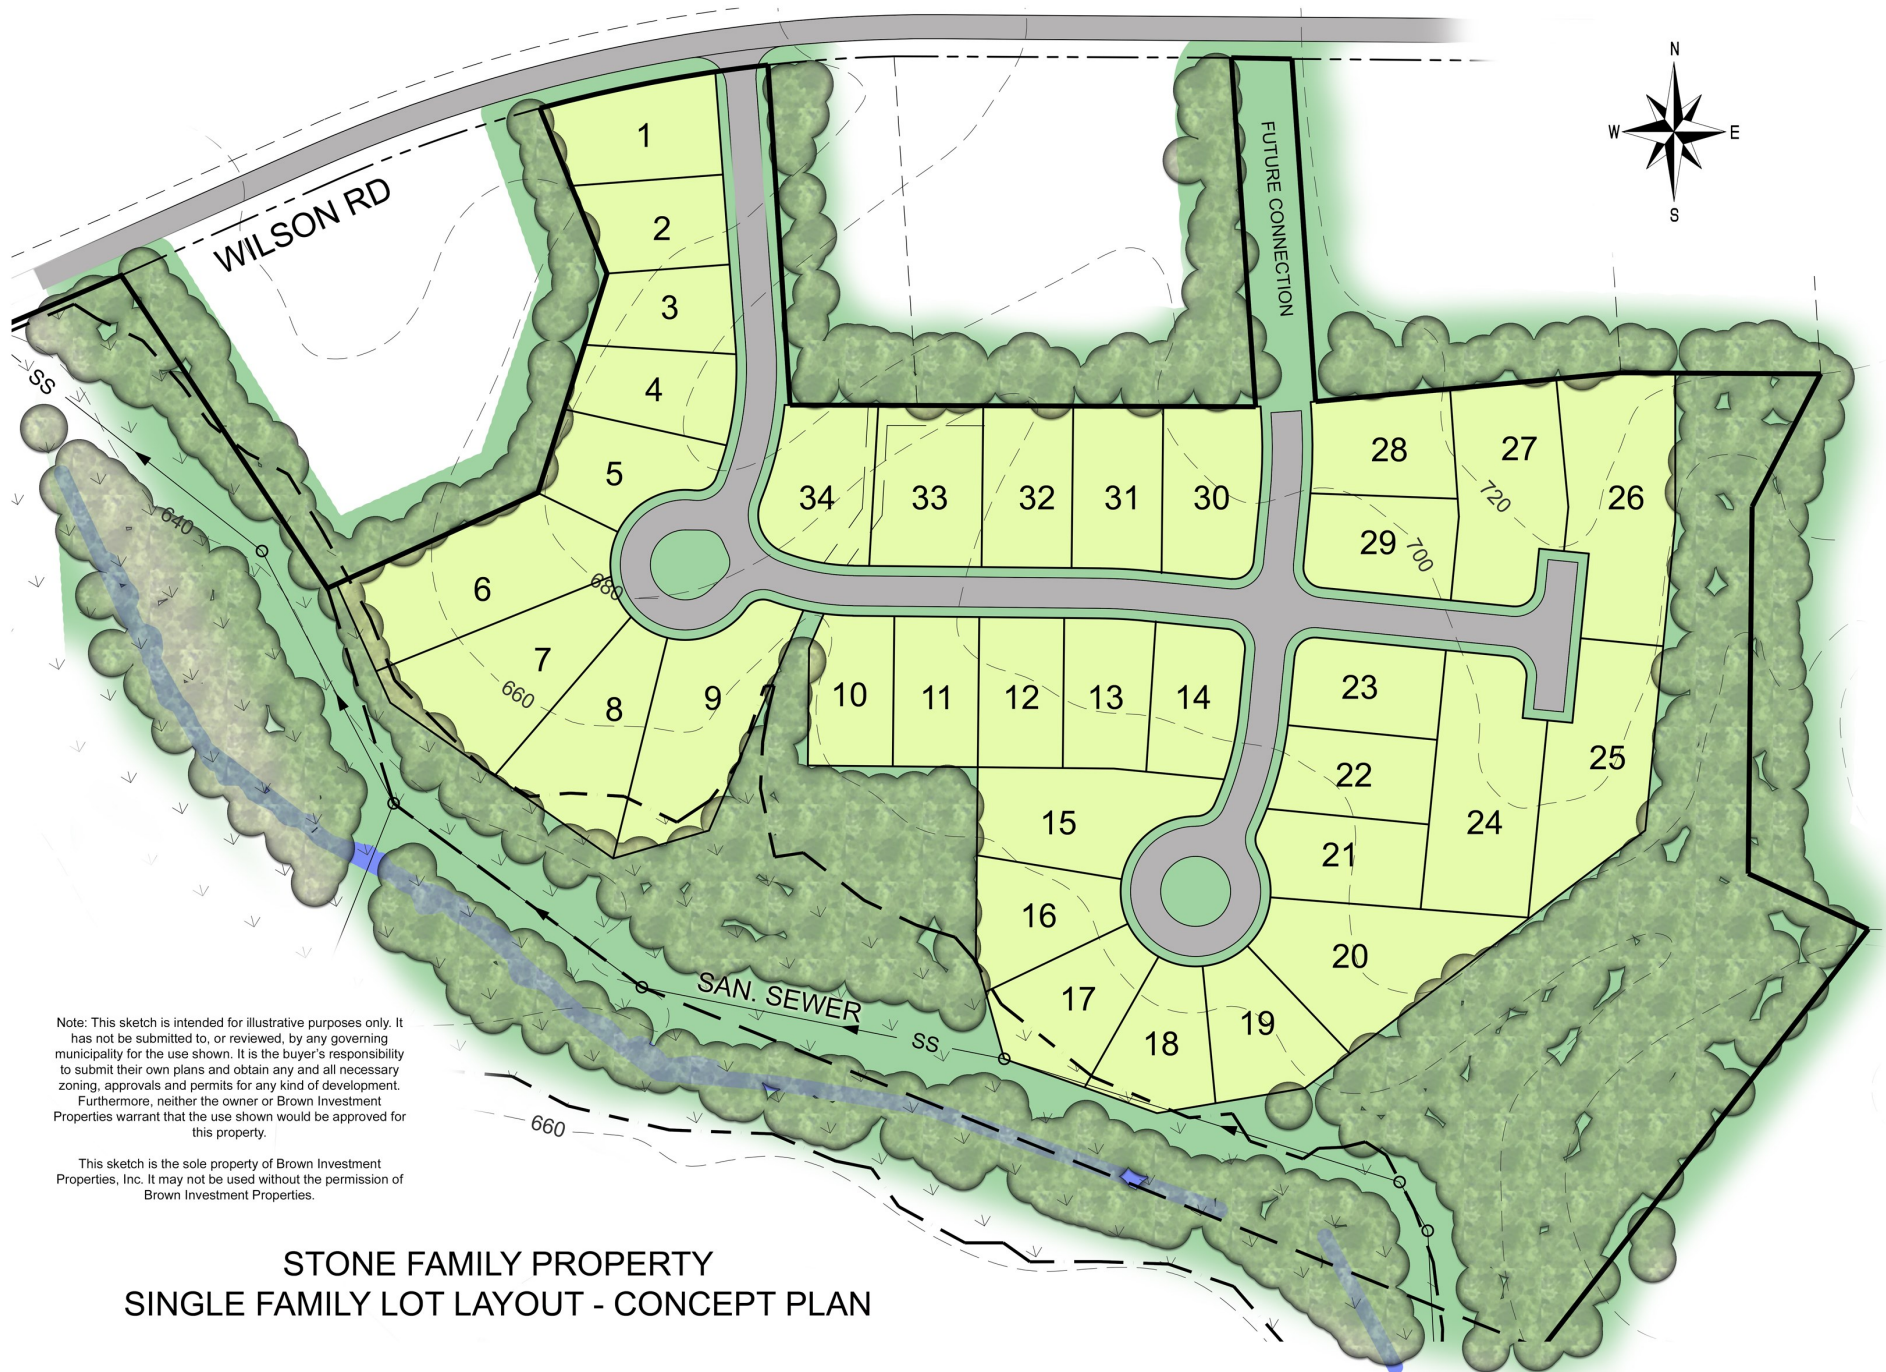 N
W E
S
WILSON RD
FUTURE CONNECTION
1
2
3
4
5
6
7
8
9
10
11
12
13
14
15
16
17
18
19
20
21
22
23
24
25
26
27
28
29
30
31
32
33
34
SS
640
680
660
720
700
SAN. SEWER
SS
660
Note: This sketch is intended for illustrative purposes only. It
has not be submitted to, or reviewed, by any governing
municipality for the use shown. It is the buyer's responsibility
to submit their own plans and obtain any and all necessary
zoning, approvals and permits for any kind of development.
Furthermore, neither the owner or Brown Investment
Properties warrant that the use shown would be approved for
this property.
This sketch is the sole property of Brown Investment
Properties, Inc. It may not be used without the permission of
Brown Investment Properties.
STONE FAMILY PROPERTY
SINGLE FAMILY LOT LAYOUT - CONCEPT PLAN